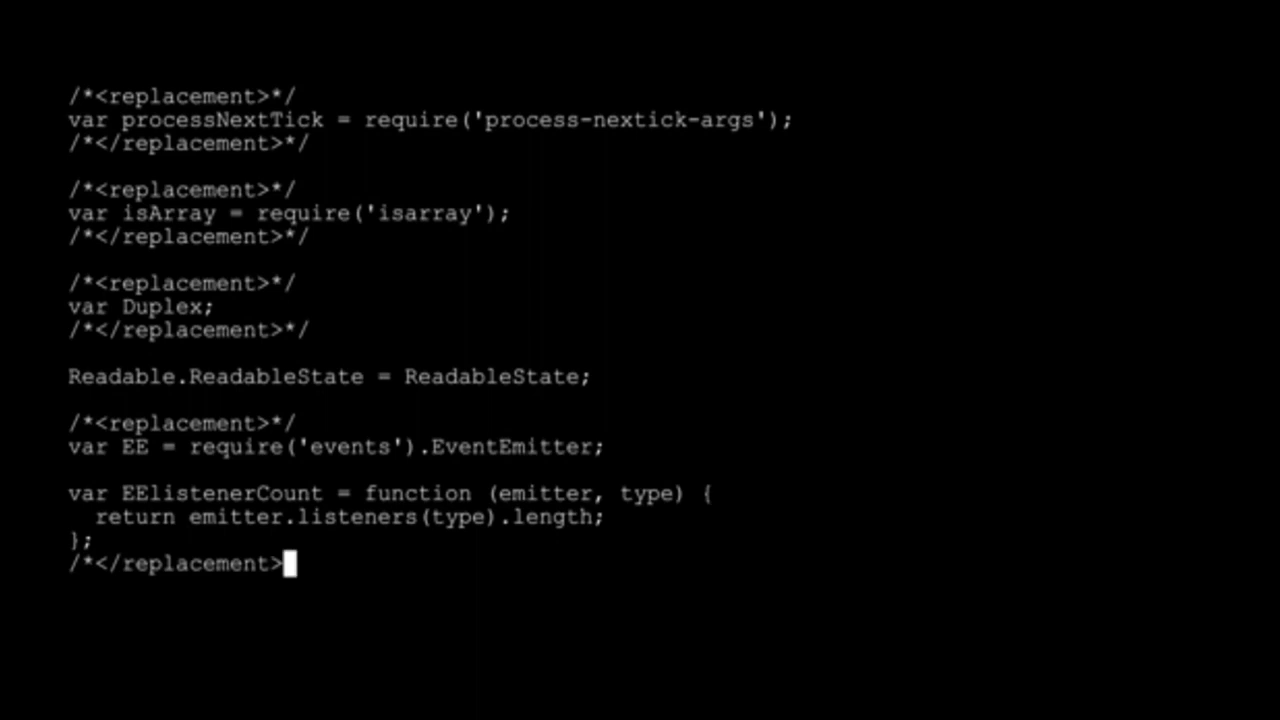 /*<replacement>*/
var processNextTick = require('process-nextick-args');
/*</replacement>*/
/*<replacement>*/
var isArray = require('isarray');
/*</replacement>*/
/*<replacement>*/
var Duplex;
/*</replacement>*/
Readable.ReadableState = ReadableState;
/*<replacement>*/
var EE = require('events').EventEmitter;
var EElistenerCount = function (emitter, type) {
  return emitter.listeners(type).length;
};
/*</replacement>